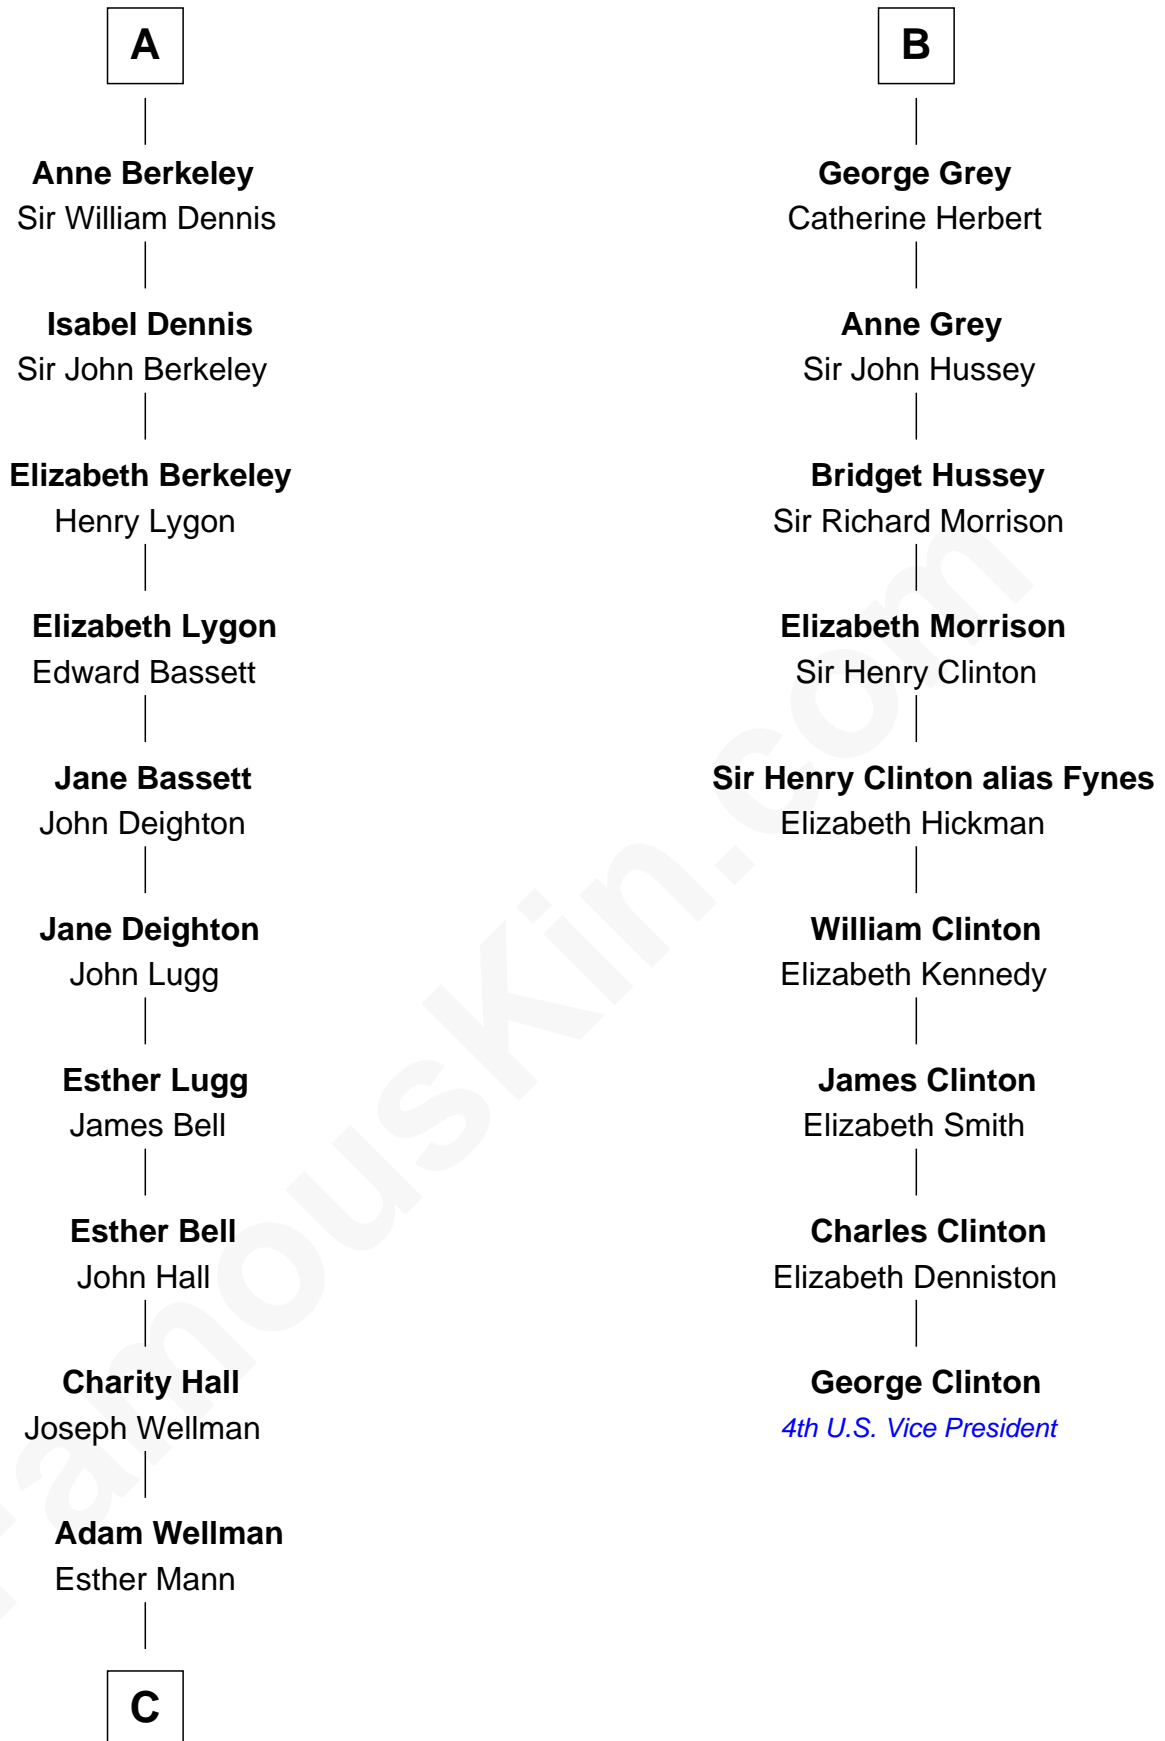 A
Anne Berkeley
Sir William Dennis
Isabel Dennis
Sir John Berkeley
Elizabeth Berkeley
Henry Lygon
Elizabeth Lygon
Edward Bassett
Jane Bassett
John Deighton
Jane Deighton
John Lugg
Esther Lugg
James Bell
Esther Bell
John Hall
Charity Hall
Joseph Wellman
Adam Wellman
Esther Mann
C
B
George Grey
Catherine Herbert
Anne Grey
Sir John Hussey
Bridget Hussey
Sir Richard Morrison
Elizabeth Morrison
Sir Henry Clinton
Sir Henry Clinton alias Fynes
Elizabeth Hickman
William Clinton
Elizabeth Kennedy
James Clinton
Elizabeth Smith
Charles Clinton
Elizabeth Denniston
George Clinton
4th U.S. Vice President
FamousKin.com